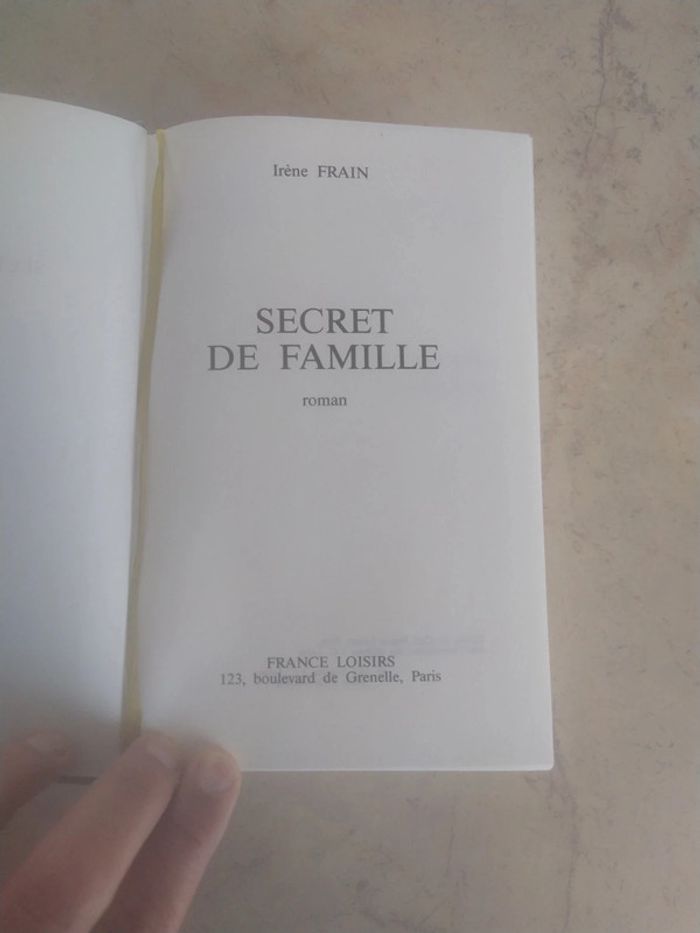 Irène FRAIN
SECRET
DE FAMILLE
roman
FRANCE LOISIRS
123, boulevard de Grenelle, Paris